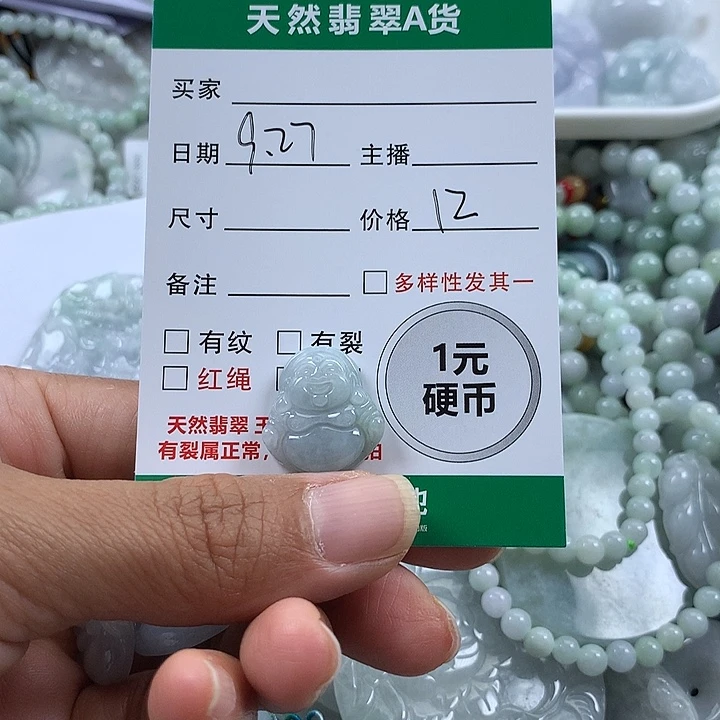 天然翡翠A货
买家
日期 9.27 主播
尺寸 价格 12
备注 多样性发其一
有纹 有裂
红绳
1元
硬币
天然翡翠
有裂属正常，